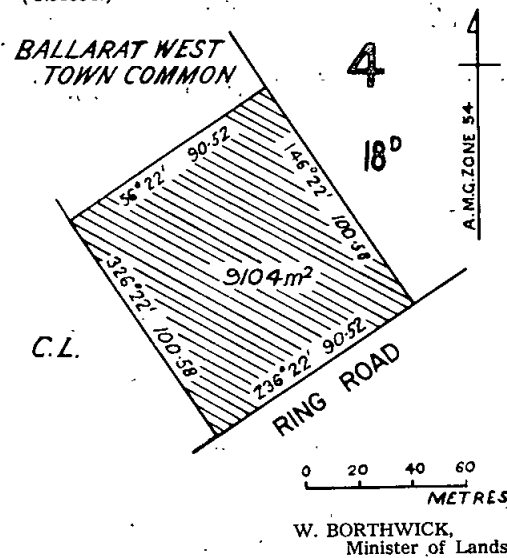 BALLARAT WEST
TOWN COMMON
4
18ᴰ
A.M.G. ZONE 54
56° 22' 90·52
146° 22' 100·58
9104m²
326° 22' 100·58
236° 22' 90·52
C.L.
RING ROAD
0 20 40 60
METRES
W. BORTHWICK,
Minister of Lands